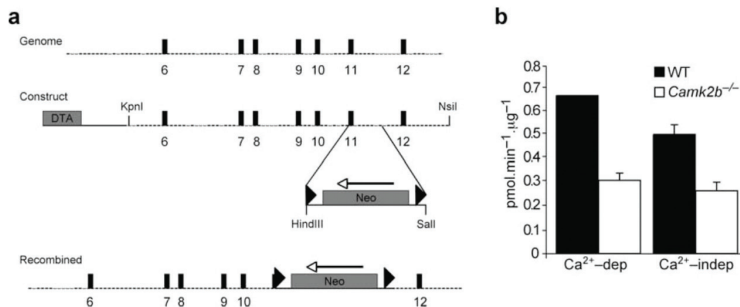 a
Genome
6 7 8 9 10 11 12
Construct
DTA
KpnI
NsiI
6 7 8 9 10 11 12
Neo
HindIII
SalI
Recombined
Neo
6 7 8 9 10 12
b
WT
Camk2b⁻/⁻
pmol.min⁻¹.µg⁻¹
0.8
0.7
0.6
0.5
0.4
0.3
0.2
0
Ca²⁺–dep
Ca²⁺–indep